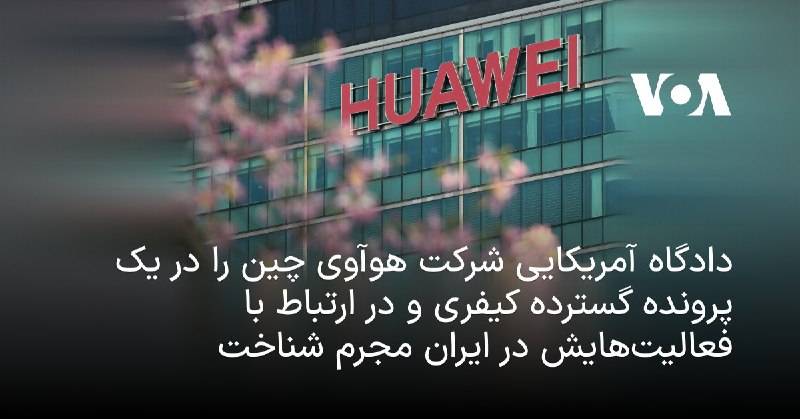 HUAWEI
VOA
دادگاه آمریکایی شرکت هوآوی چین را در یک
پرونده گسترده کیفری و در ارتباط با
فعالیت‌هایش در ایران مجرم شناخت